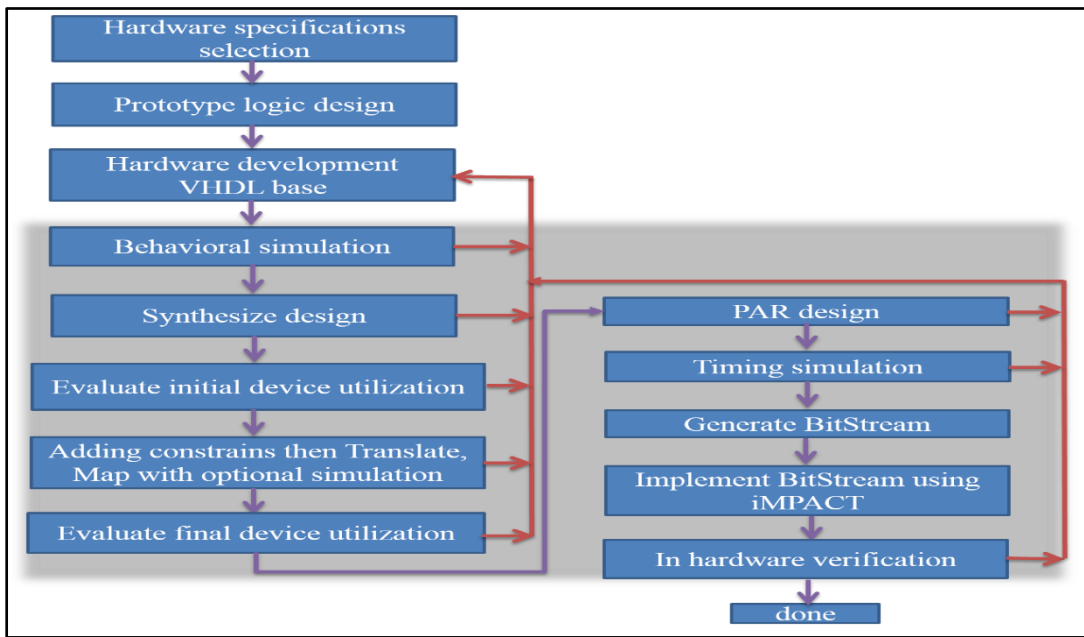 Hardware specifications
selection
Prototype logic design
Hardware development
VHDL base
Behavioral simulation
Synthesize design
Evaluate initial device utilization
Adding constrains then Translate,
Map with optional simulation
Evaluate final device utilization
PAR design
Timing simulation
Generate BitStream
Implement BitStream using
iMPACT
In hardware verification
done